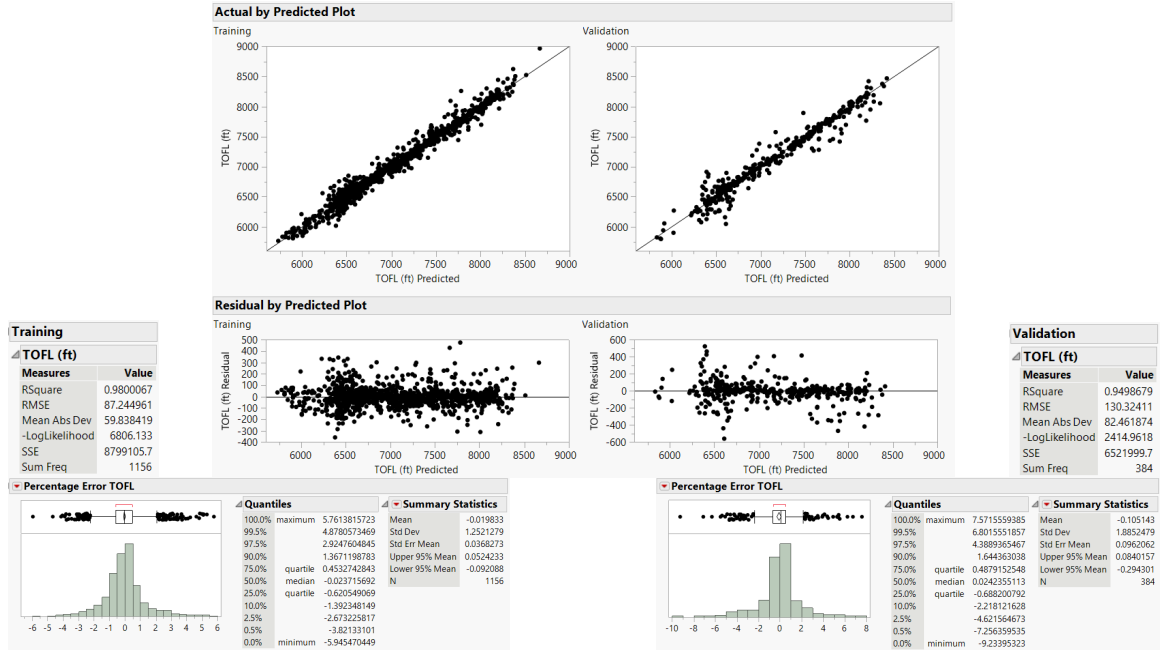 Actual by Predicted Plot
Training
Validation
9000
8500
8000
7500
7000
6500
6000
TOFL (ft)
6000 6500 7000 7500 8000 8500 9000
TOFL (ft) Predicted
9000
8500
8000
7500
7000
6500
6000
TOFL (ft)
6000 6500 7000 7500 8000 8500 9000
TOFL (ft) Predicted
Residual by Predicted Plot
Training
Validation
500
400
300
200
100
0
-100
-200
-300
-400
TOFL (ft) Residual
6000 6500 7000 7500 8000 8500 9000
TOFL (ft) Predicted
600
400
200
0
-200
-400
-600
TOFL (ft) Residual
6000 6500 7000 7500 8000 8500 9000
TOFL (ft) Predicted
Training
TOFL (ft)
Measures Value
RSquare 0.9800067
RMSE 87.244961
Mean Abs Dev 59.838419
-LogLikelihood 6806.133
SSE 8799105.7
Sum Freq 1156
Validation
TOFL (ft)
Measures Value
RSquare 0.9498679
RMSE 130.32411
Mean Abs Dev 82.461874
-LogLikelihood 2414.9618
SSE 6521999.7
Sum Freq 384
Percentage Error TOFL
-6 -5 -4 -3 -2 -1 0 1 2 3 4 5 6
Quantiles
100.0% maximum 5.7613815723
99.5% 4.8780573469
97.5% 2.9247604845
90.0% 1.3671198783
75.0% quartile 0.4532742843
50.0% median -0.023715692
25.0% quartile -0.620549069
10.0% -1.392348149
2.5% -2.673225817
0.5% -3.82133101
0.0% minimum -5.945470449
Summary Statistics
Mean -0.019833
Std Dev 1.2521279
Std Err Mean 0.0368273
Upper 95% Mean 0.0524233
Lower 95% Mean -0.092088
N 1156
Percentage Error TOFL
-10 -8 -6 -4 -2 0 2 4 6 8
Quantiles
100.0% maximum 7.5715559385
99.5% 6.8015551857
97.5% 4.3889365467
90.0% 1.644363038
75.0% quartile 0.4879152548
50.0% median 0.0242355113
25.0% quartile -0.688200792
10.0% -2.218121628
2.5% -4.621564673
0.5% -7.256359535
0.0% minimum -9.23395323
Summary Statistics
Mean -0.105143
Std Dev 1.8852479
Std Err Mean 0.0962062
Upper 95% Mean 0.0840157
Lower 95% Mean -0.294301
N 384